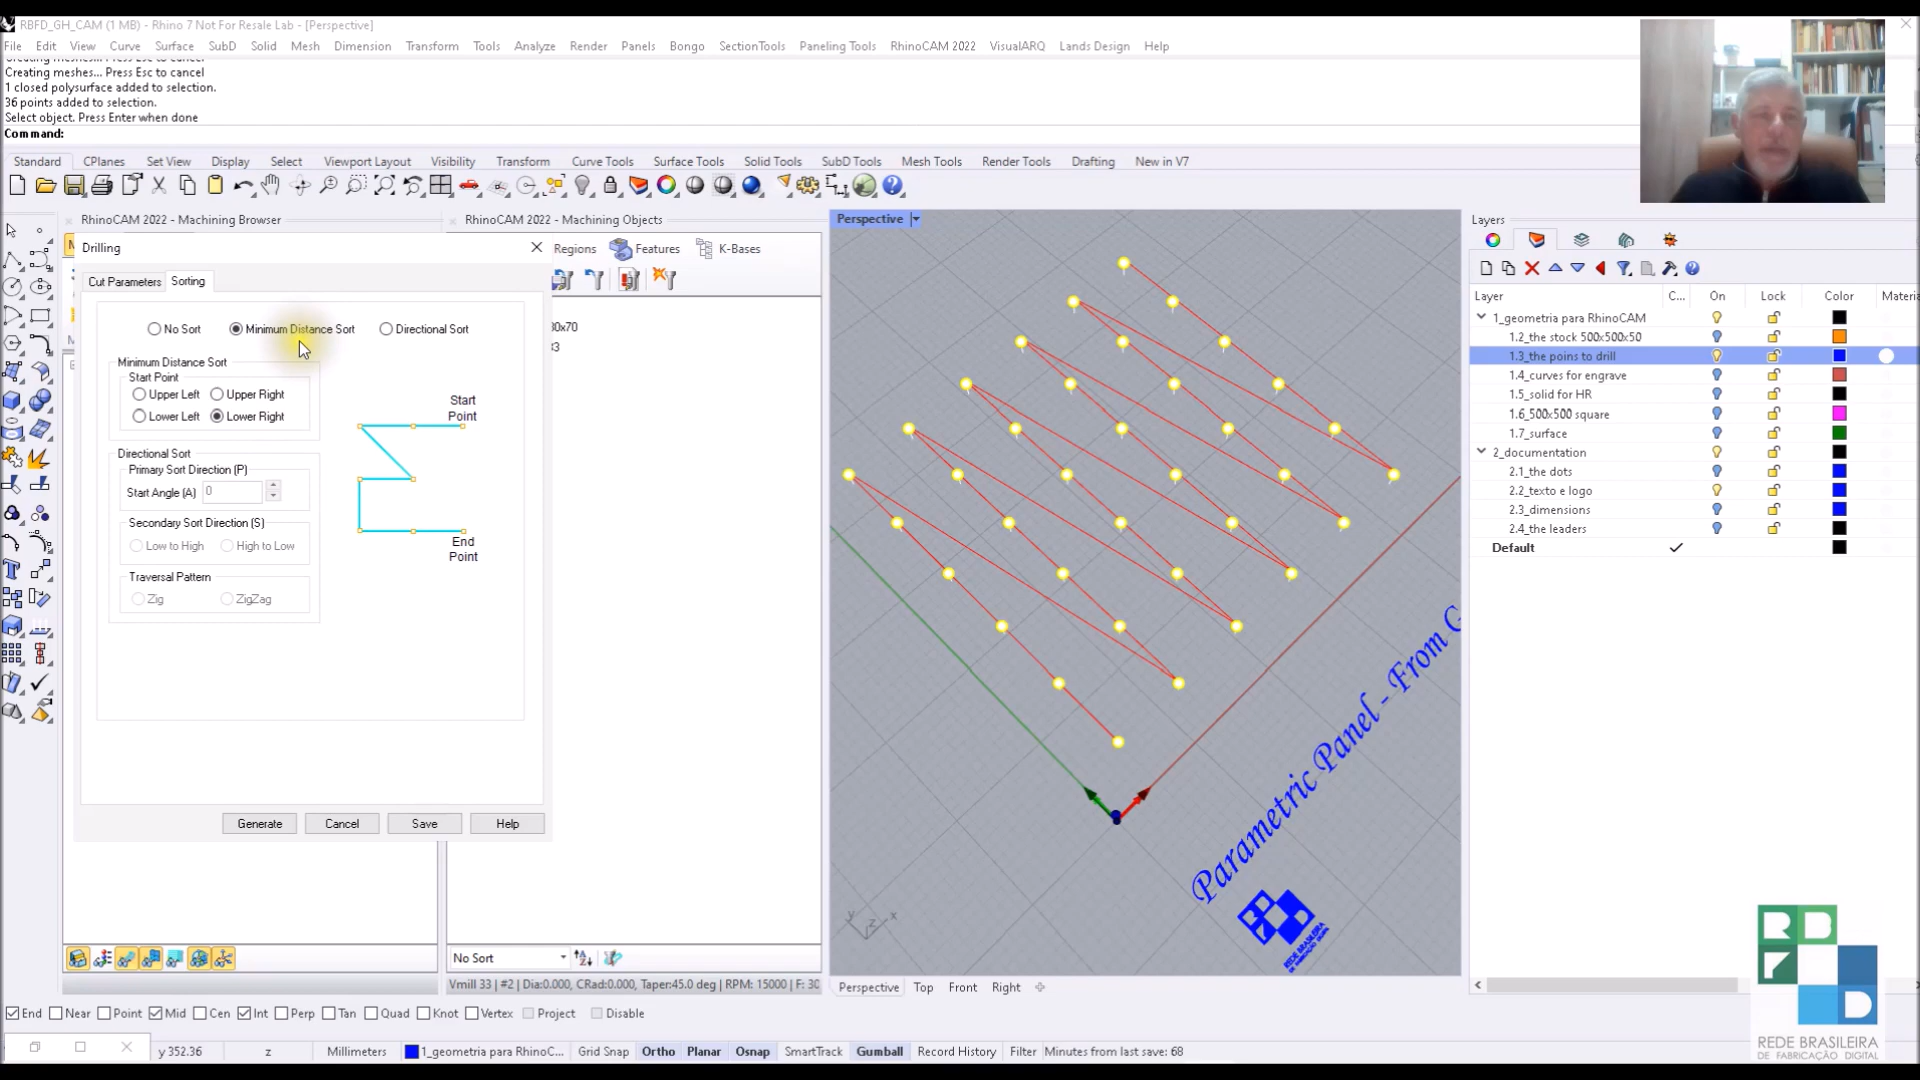 RBFD_GH_CAM (1 MB) - Rhino 7 Not For Resale Lab - [Perspective]
File Edit View Curve Surface SubD Solid Mesh Dimension Transform Tools Analyze Render Panels Bongo SectionTools Paneling Tools RhinoCAM 2022 VisualARQ Lands Design Help
Creating meshes... Press Esc to cancel
Creating meshes... Press Esc to cancel
1 closed polysurface added to selection.
36 points added to selection.
Select object. Press Enter when done
Command:
Standard CPlanes Set View Display Select Viewport Layout Visibility Transform Curve Tools Surface Tools Solid Tools SubD Tools Mesh Tools Render Tools Drafting New in V7
RhinoCAM 2022 - Machining Browser
RhinoCAM 2022 - Machining Objects
Regions Features K-Bases
Drilling
Cut Parameters Sorting
No Sort Minimum Distance Sort Directional Sort
Minimum Distance Sort
Start Point
Upper Left Upper Right
Lower Left Lower Right
Directional Sort
Primary Sort Direction (P)
Start Angle (A) 0
Secondary Sort Direction (S)
Low to High High to Low
Traversal Pattern
Zig ZigZag
Start
Point
End
Point
Generate Cancel Save Help
No Sort
Vmill 33 | #2 | Dia:0.000, CRad:0.000, Taper:45.0 deg | RPM: 15000 | F: 30
Perspective
Parametric Panel - From G
REDE BRASILEIRA
DE FABRICAÇÃO DIGITAL
y z x
Perspective Top Front Right
Layers
Layer C... On Lock Color Materia
1_geometria para RhinoCAM
1.2_the stock 500x500x50
1.3_the poins to drill
1.4_curves for engrave
1.5_solid for HR
1.6_500x500 square
1.7_surface
2_documentation
2.1_the dots
2.2_texto e logo
2.3_dimensions
2.4_the leaders
Default
End Near Point Mid Cen Int Perp Tan Quad Knot Vertex Project Disable
y 352.36 z Millimeters 1_geometria para RhinoC... Grid Snap Ortho Planar Osnap SmartTrack Gumball Record History Filter Minutes from last save: 68
RBFD
REDE BRASILEIRA
DE FABRICAÇÃO DIGITAL